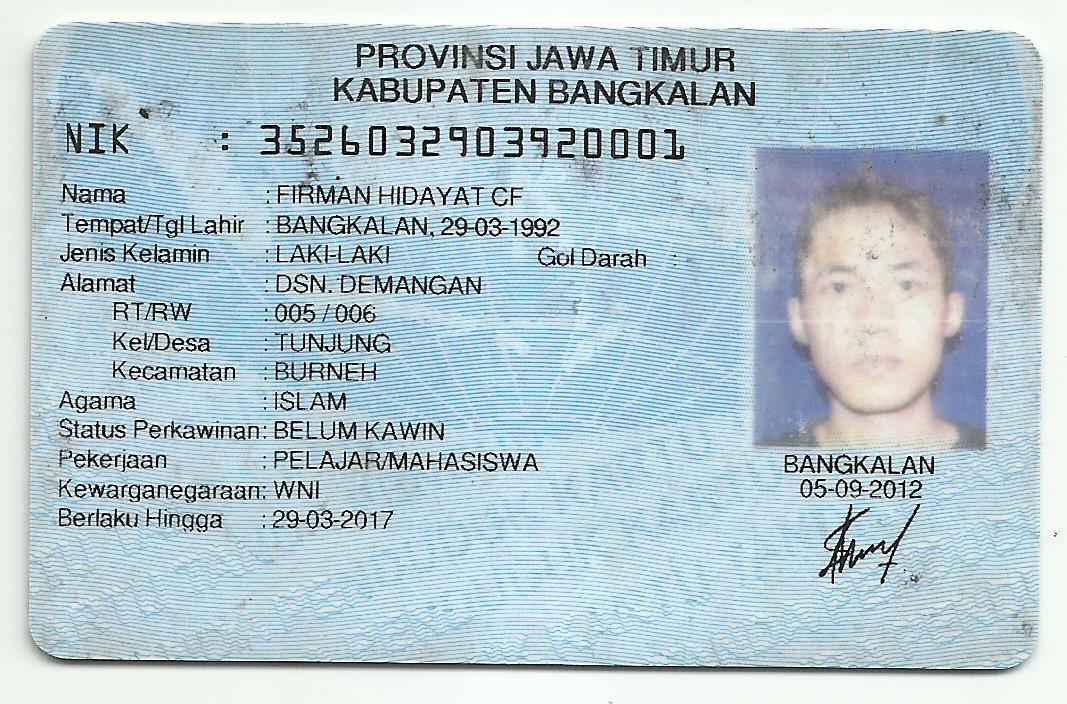 PROVINSI JAWA TIMUR
KABUPATEN BANGKALAN
NIK : 3526032903920001
Nama : FIRMAN HIDAYAT CF
Tempat/Tgl Lahir : BANGKALAN, 29-03-1992
Jenis Kelamin : LAKI-LAKI Gol Darah :
Alamat : DSN. DEMANGAN
RT/RW : 005 / 006
Kel/Desa : TUNJUNG
Kecamatan : BURNEH
Agama : ISLAM
Status Perkawinan: BELUM KAWIN
Pekerjaan : PELAJAR/MAHASISWA
Kewarganegaraan: WNI
Berlaku Hingga : 29-03-2017
BANGKALAN
05-09-2012